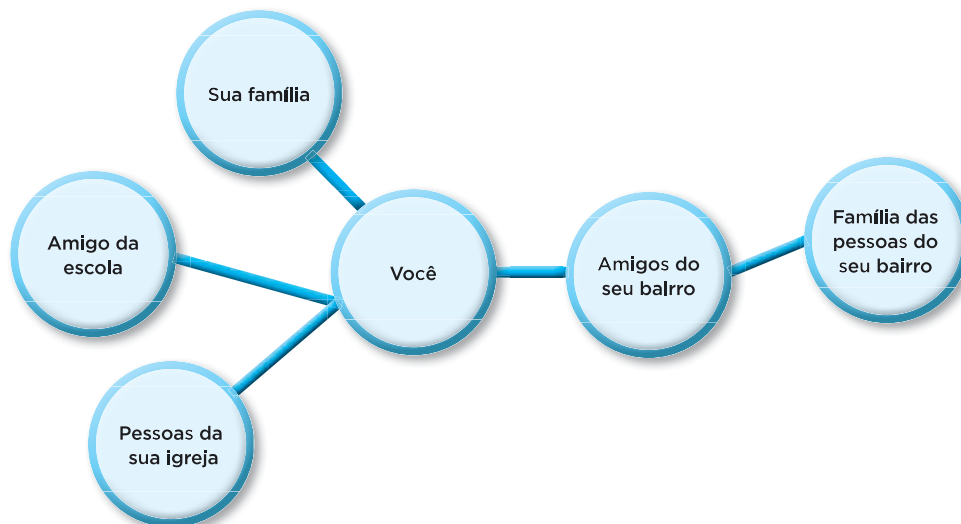 Sua família
Amigo da
escola
Pessoas da
sua igreja
Você
Amigos do
seu bairro
Família das
pessoas do
seu bairro